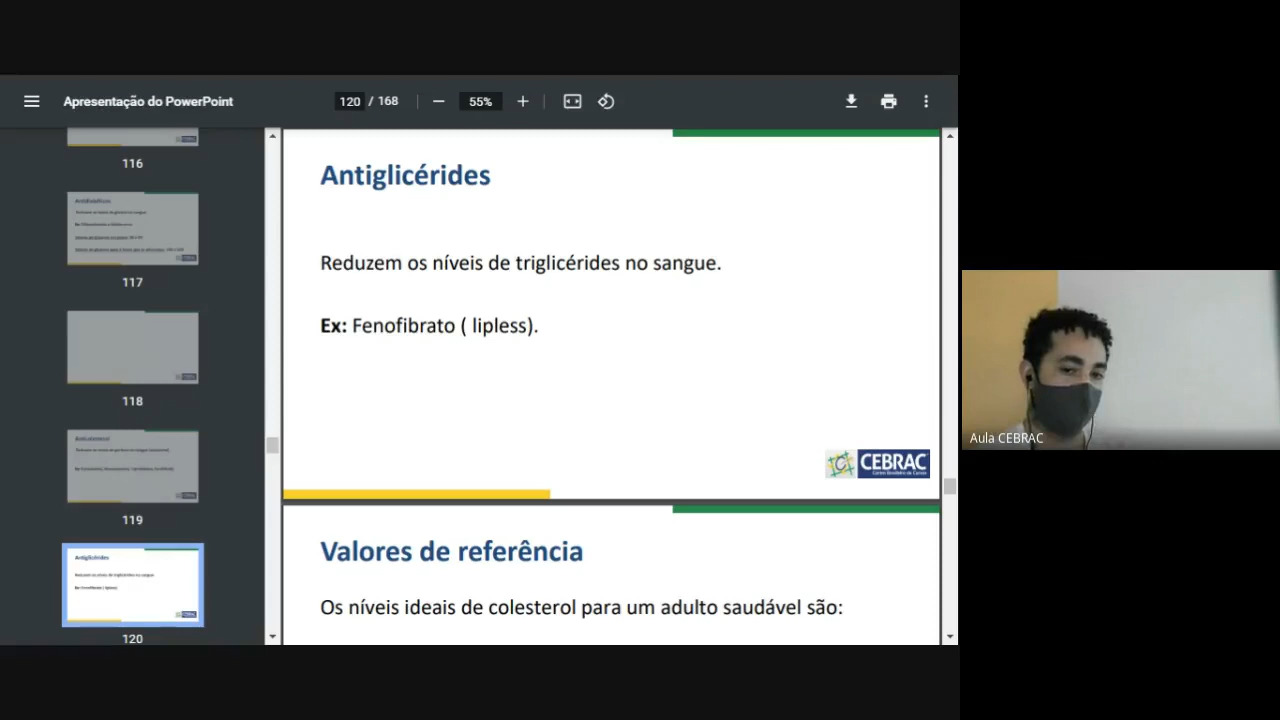 Apresentação do PowerPoint
120 / 168
55%
116
117
118
119
120
Antiglicérides
Reduzem os níveis de triglicérides no sangue.
Ex: Fenofibrato ( lipless).
CEBRAC
Valores de referência
Os níveis ideais de colesterol para um adulto saudável são:
Aula CEBRAC